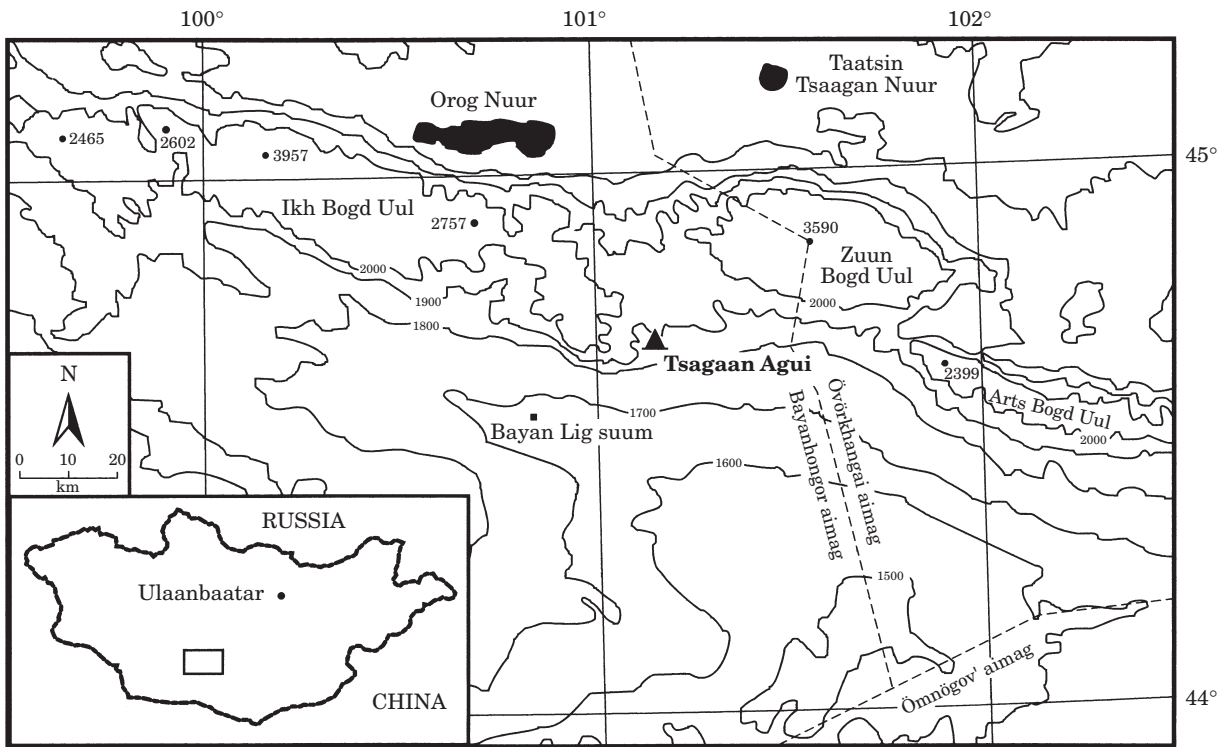 100°
101°
102°
Taatsin
Tsaagan Nuur
Orog Nuur
2465
2602
3957
45°
Ikh Bogd Uul
2757
3590
Zuun
Bogd Uul
2000
1900
2000
1800
Tsagaan Agui
2399
N
Arts Bogd Uul
1700
Övörkhangai aimag
Bayanhongor aimag
Bayan Lig suum
2000
0 10 20
km
1600
RUSSIA
1500
Ulaanbaatar
Ömnögov' aimag
CHINA
44°